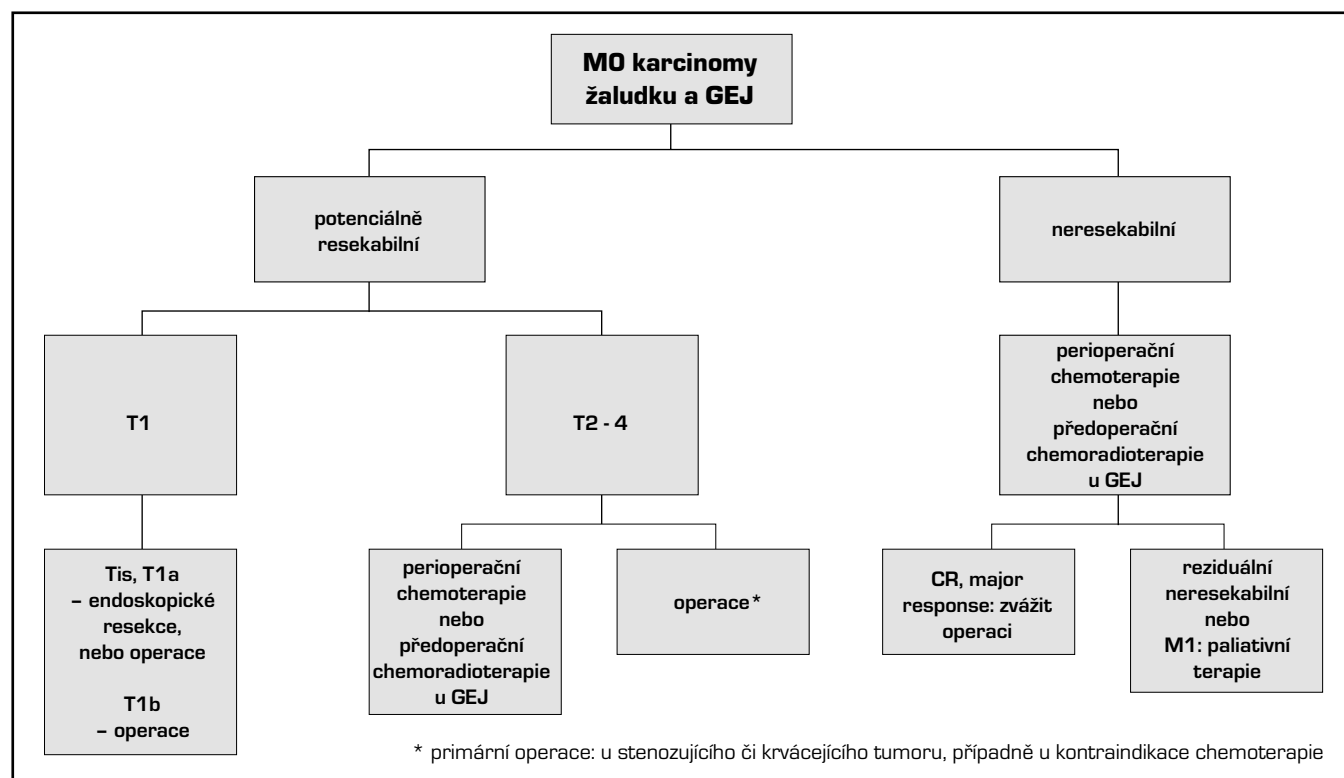 M0 karcinomy
žaludku a GEJ
potenciálně
resekabilní
neresekabilní
T1
T2 - 4
perioperační
chemoterapie
nebo
předoperační
chemoradioterapie
u GEJ
Tis, T1a
– endoskopické
resekce,
nebo operace
T1b
– operace
perioperační
chemoterapie
nebo
předoperační
chemoradioterapie
u GEJ
operace*
CR, major
response: zvážit
operaci
reziduální
neresekabilní
nebo
M1: paliativní
terapie
* primární operace: u stenozujícího či krvácejícího tumoru, případně u kontraindikace chemoterapie